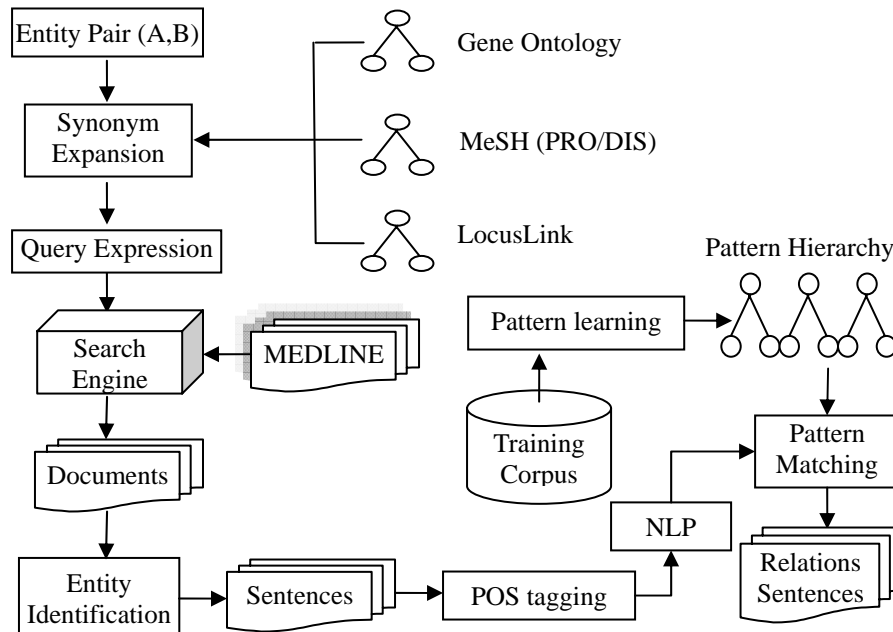 Entity Pair (A,B)
Gene Ontology
Synonym
Expansion
MeSH (PRO/DIS)
Query Expression
LocusLink
Pattern Hierarchy
Pattern learning
Search
Engine
MEDLINE
Training
Corpus
Pattern
Matching
Documents
NLP
Entity
Identification
Sentences
POS tagging
Relations
Sentences